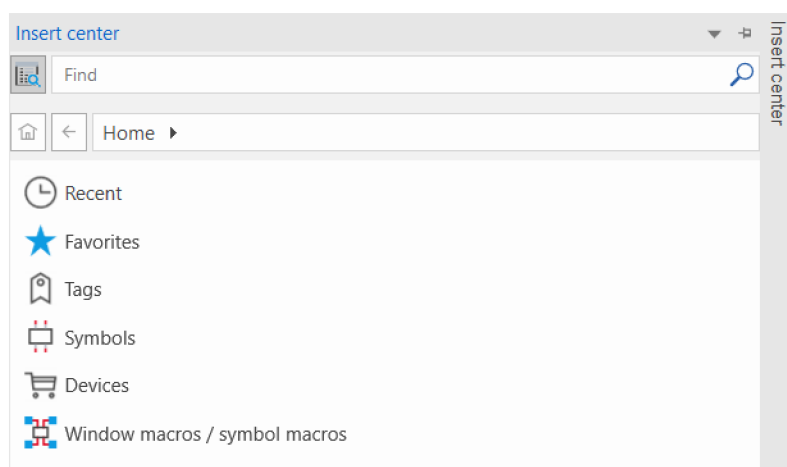 Insert center
Find
Home
Recent
Favorites
Tags
Symbols
Devices
Window macros / symbol macros
Insert center